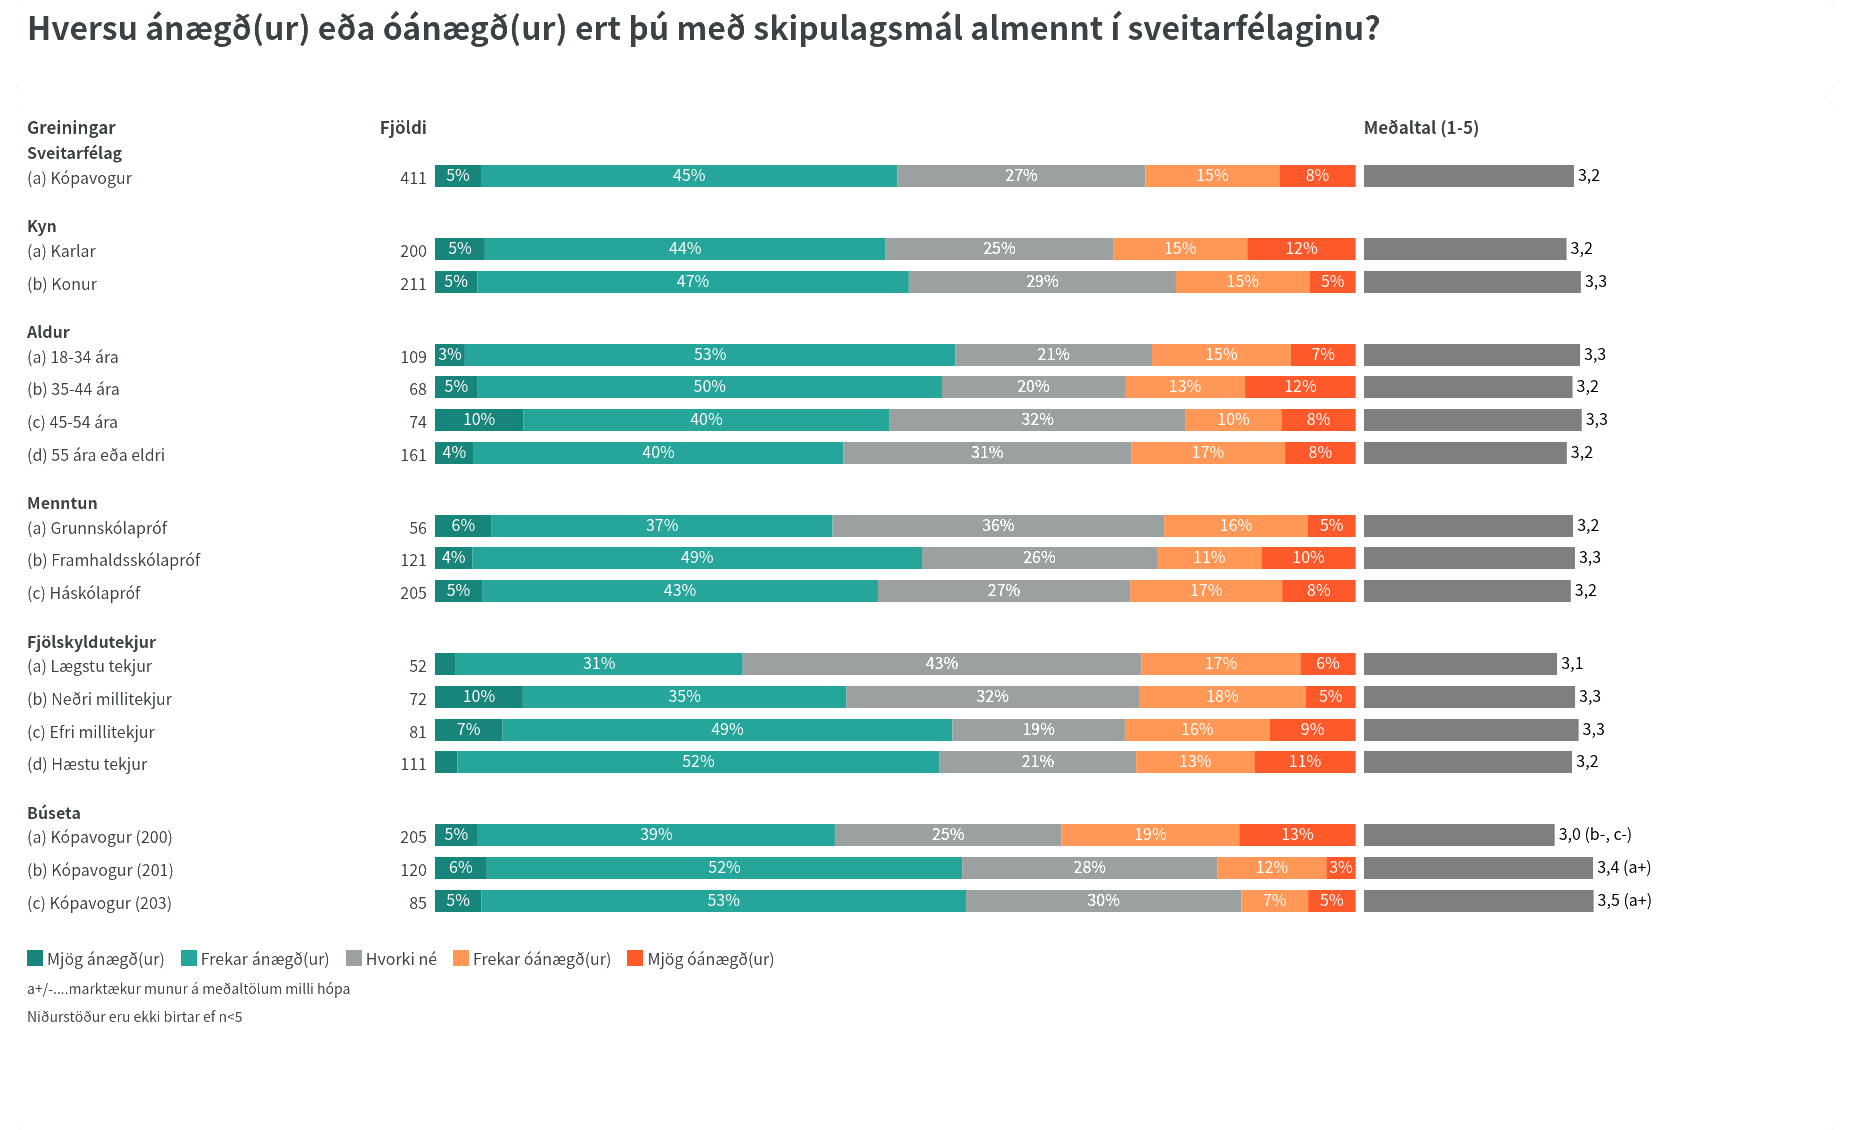 Hversu ánægð(ur) eða óánægð(ur) ert þú með skipulagsmál almennt í sveitarfélaginu?
Greiningar Fjöldi Meðaltal (1-5)
Sveitarfélag
(a) Kópavogur 411 5% 45% 27% 15% 8% 3,2
Kyn
(a) Karlar 200 5% 44% 25% 15% 12% 3,2
(b) Konur 211 5% 47% 29% 15% 5% 3,3
Aldur
(a) 18-34 ára 109 3% 53% 21% 15% 7% 3,3
(b) 35-44 ára 68 5% 50% 20% 13% 12% 3,2
(c) 45-54 ára 74 10% 40% 32% 10% 8% 3,3
(d) 55 ára eða eldri 161 4% 40% 31% 17% 8% 3,2
Menntun
(a) Grunnskólapróf 56 6% 37% 36% 16% 5% 3,2
(b) Framhaldsskólapróf 121 4% 49% 26% 11% 10% 3,3
(c) Háskólapróf 205 5% 43% 27% 17% 8% 3,2
Fjölskyldutekjur
(a) Lægstu tekjur 52 31% 43% 17% 6% 3,1
(b) Neðri millitekjur 72 10% 35% 32% 18% 5% 3,3
(c) Efri millitekjur 81 7% 49% 19% 16% 9% 3,3
(d) Hæstu tekjur 111 52% 21% 13% 11% 3,2
Búseta
(a) Kópavogur (200) 205 5% 39% 25% 19% 13% 3,0 (b-, c-)
(b) Kópavogur (201) 120 6% 52% 28% 12% 3% 3,4 (a+)
(c) Kópavogur (203) 85 5% 53% 30% 7% 5% 3,5 (a+)
Mjög ánægð(ur) Frekar ánægð(ur) Hvorki né Frekar óánægð(ur) Mjög óánægð(ur)
a+/-....marktækur munur á meðaltölum milli hópa
Niðurstöður eru ekki birtar ef n<5